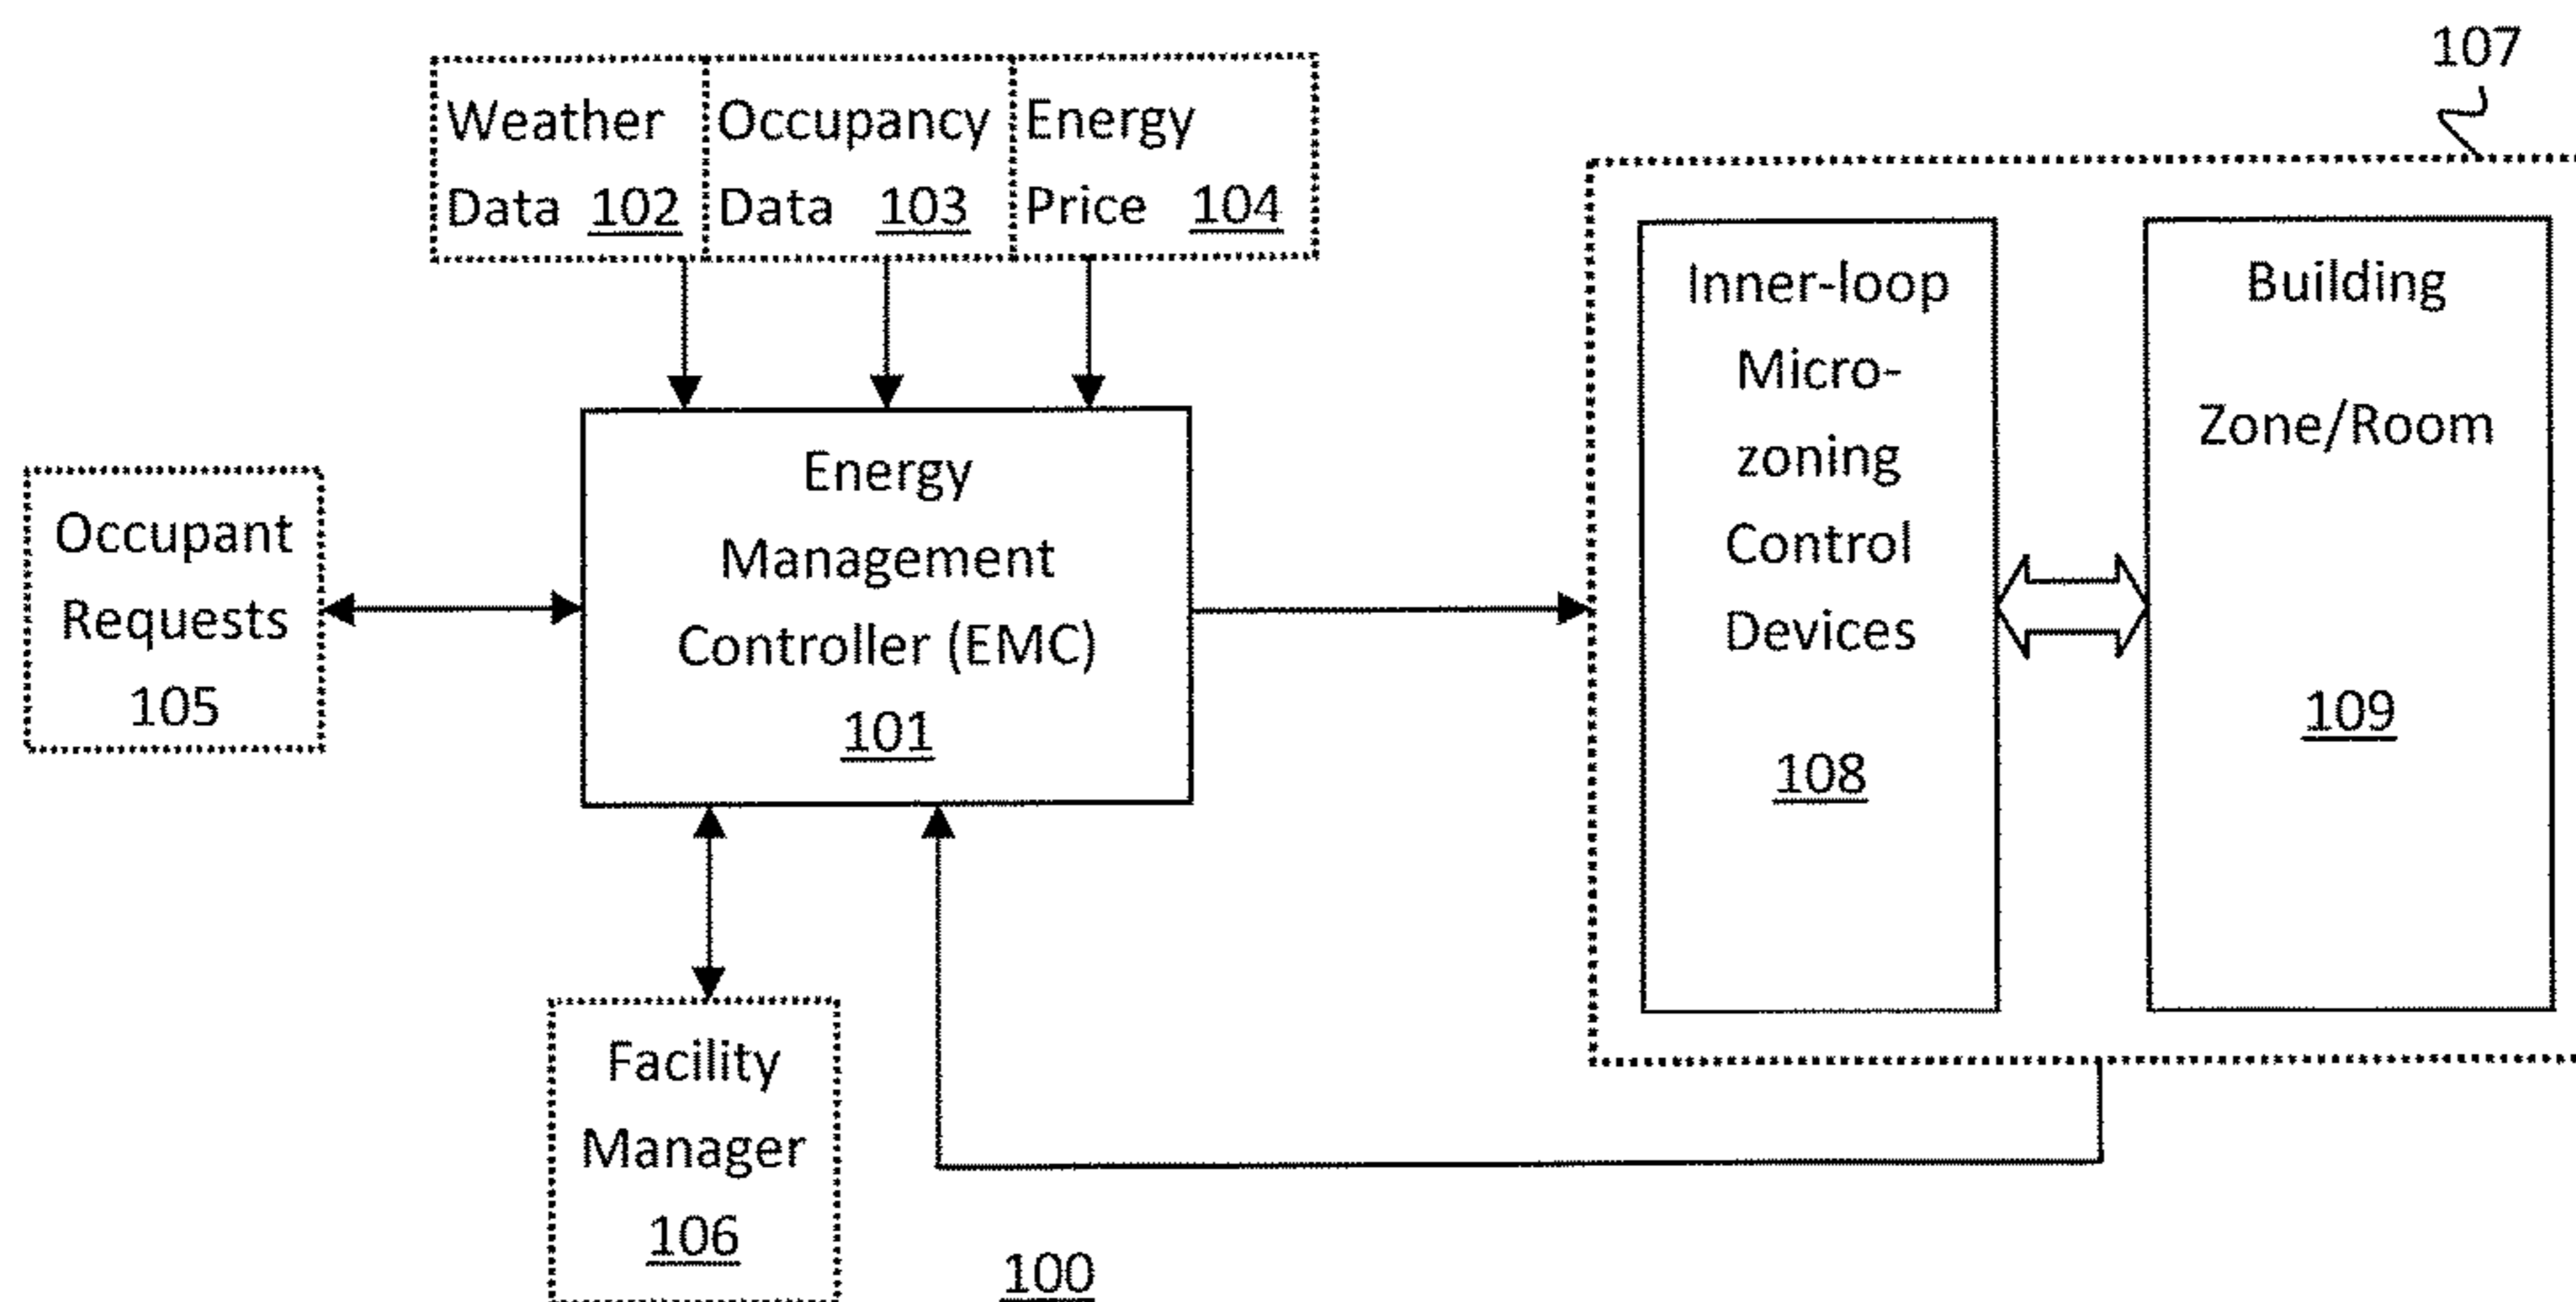 107
Weather
Data 102
Occupancy
Data 103
Energy
Price 104
Occupant
Requests
105
Energy
Management
Controller (EMC)
101
Inner-loop
Micro-
zoning
Control
Devices
108
Building
Zone/Room
109
Facility
Manager
106
100